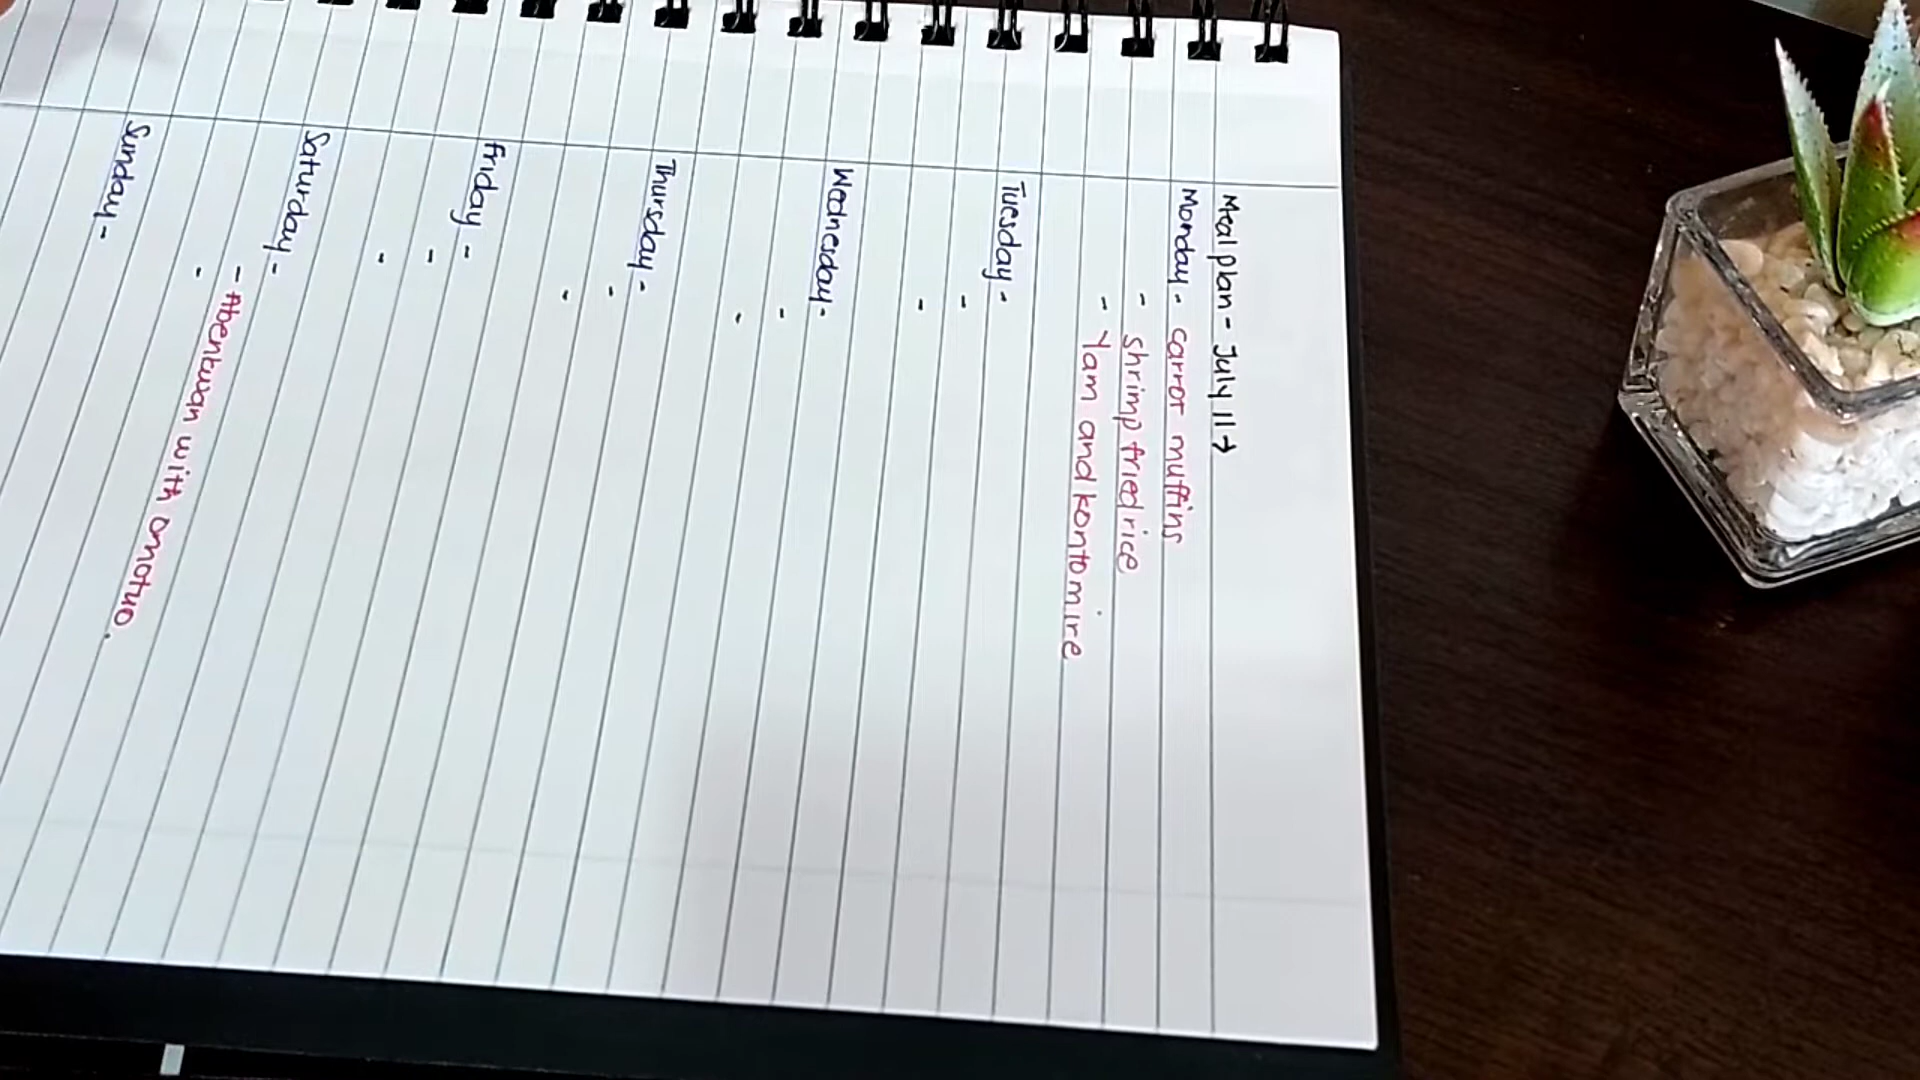 Meal plan - July 11 →
Monday - carrot muffins
- shrimp fried rice
- Yam and kontomire
Tuesday -
-
-
Wednesday -
-
-
Thursday -
-
-
Friday -
-
-
Saturday -
- Abenkwan with omotuo.
-
Sunday -